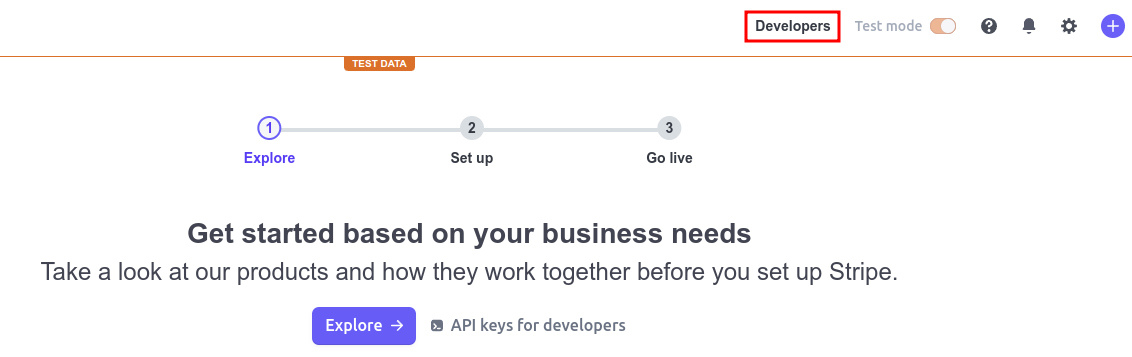 Developers Test mode
TEST DATA
1 2 3
Explore Set up Go live
Get started based on your business needs
Take a look at our products and how they work together before you set up Stripe.
Explore → API keys for developers